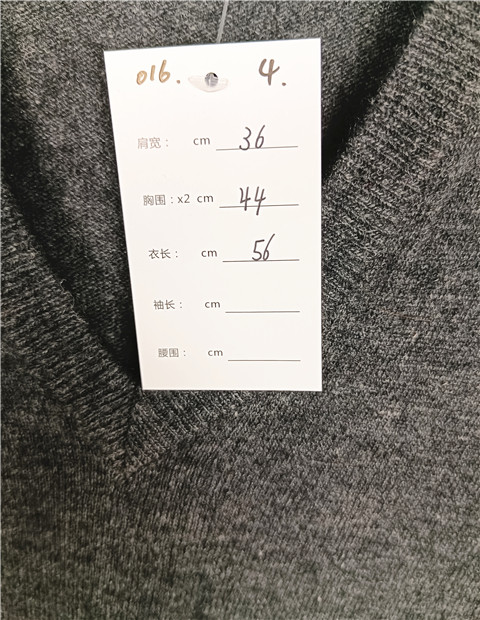 016. 4.
肩宽： cm 36
胸围：x2 cm 44
衣长： cm 56
袖长： cm
腰围： cm